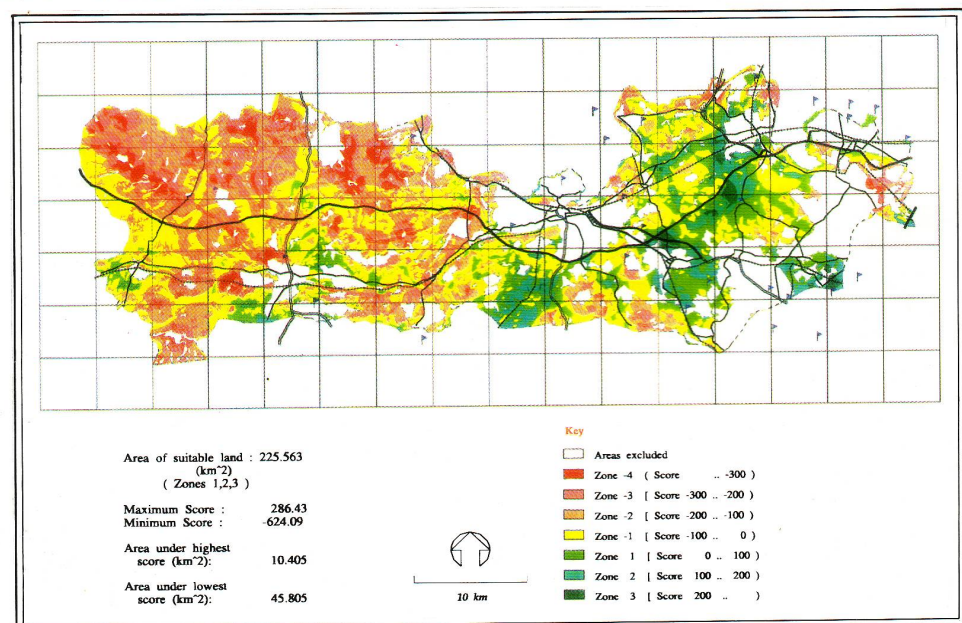 Area of suitable land : 225.563
(km^2)
( Zones 1,2,3 )
Maximum Score : 286.43
Minimum Score : -624.09
Area under highest
score (km^2): 10.405
Area under lowest
score (km^2): 45.805
10 km
Key
Areas excluded
Zone -4 ( Score .. -300 )
Zone -3 [ Score -300 .. -200 )
Zone -2 [ Score -200 .. -100 )
Zone -1 [ Score -100 .. 0 )
Zone 1 [ Score 0 .. 100 )
Zone 2 [ Score 100 .. 200 )
Zone 3 [ Score 200 .. )